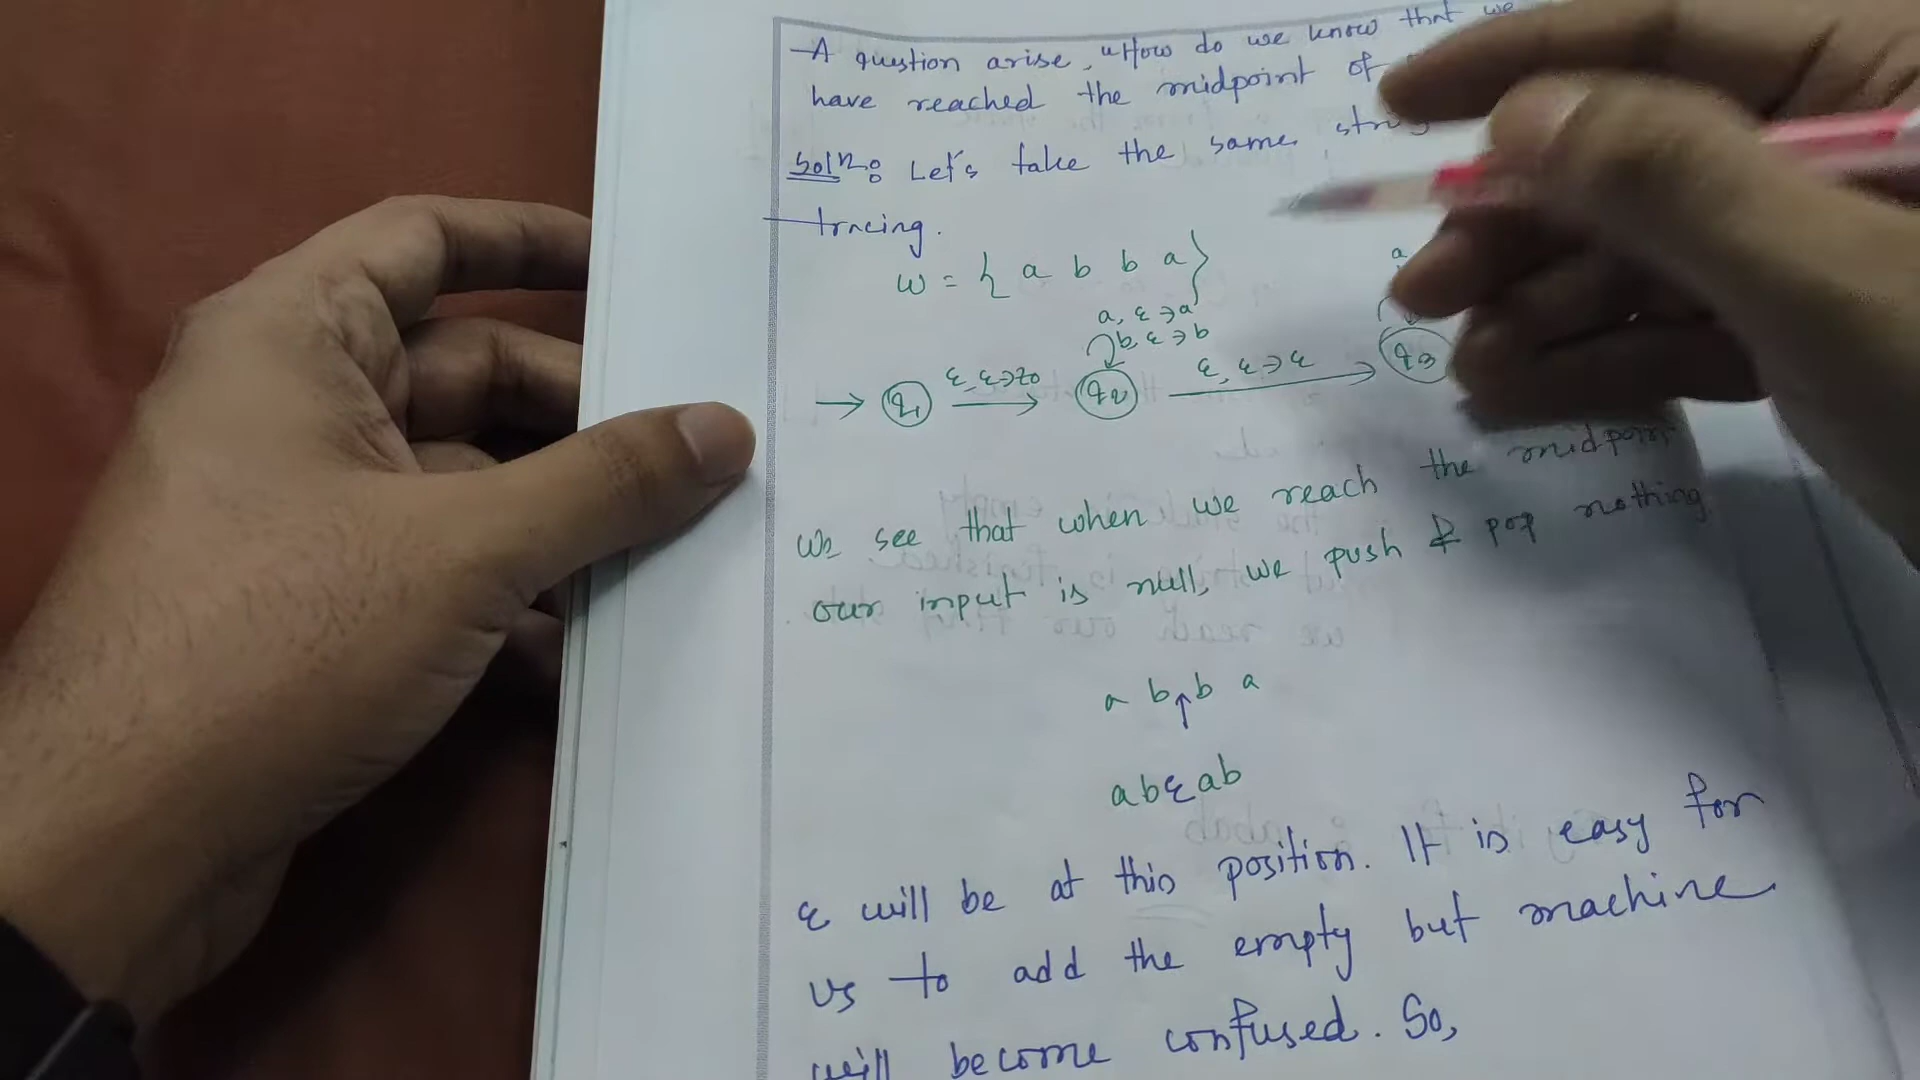 A question arise, "How do we know that we
have reached the midpoint of
Sol^n: Let's take the same
tracing.
w = { a b b a }
a, ε→a a
b, ε→b
→ q1 ε, ε→z0 q2 ε, ε→ε q3
We see that when we reach the midpoint
our input is null, we push & pop nothing
a b↑b a
abεab
ε will be at this position. It is easy for
us to add the empty but machine
will become confused. So,